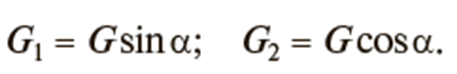 G₁ = G sin α; G₂ = G cos α.